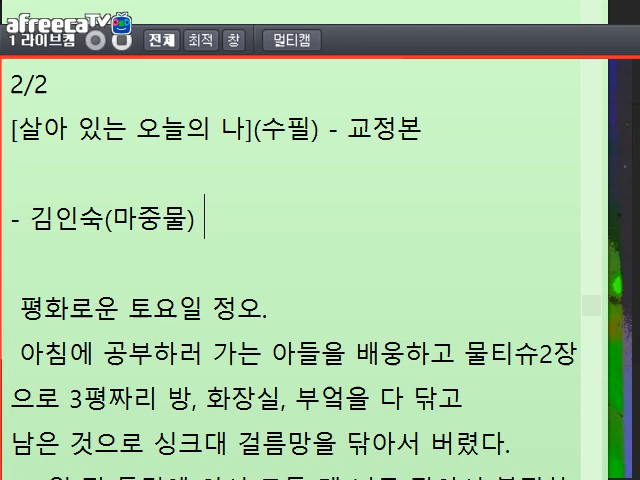 afreecaTV
1 라이브캠
전체 최적 창 멀티캠
2/2
[살아 있는 오늘의 나](수필) - 교정본
- 김인숙(마중물)
평화로운 토요일 정오.
아침에 공부하러 가는 아들을 배웅하고 물티슈2장
으로 3평짜리 방, 화장실, 부엌을 다 닦고
남은 것으로 싱크대 걸름망을 닦아서 버렸다.